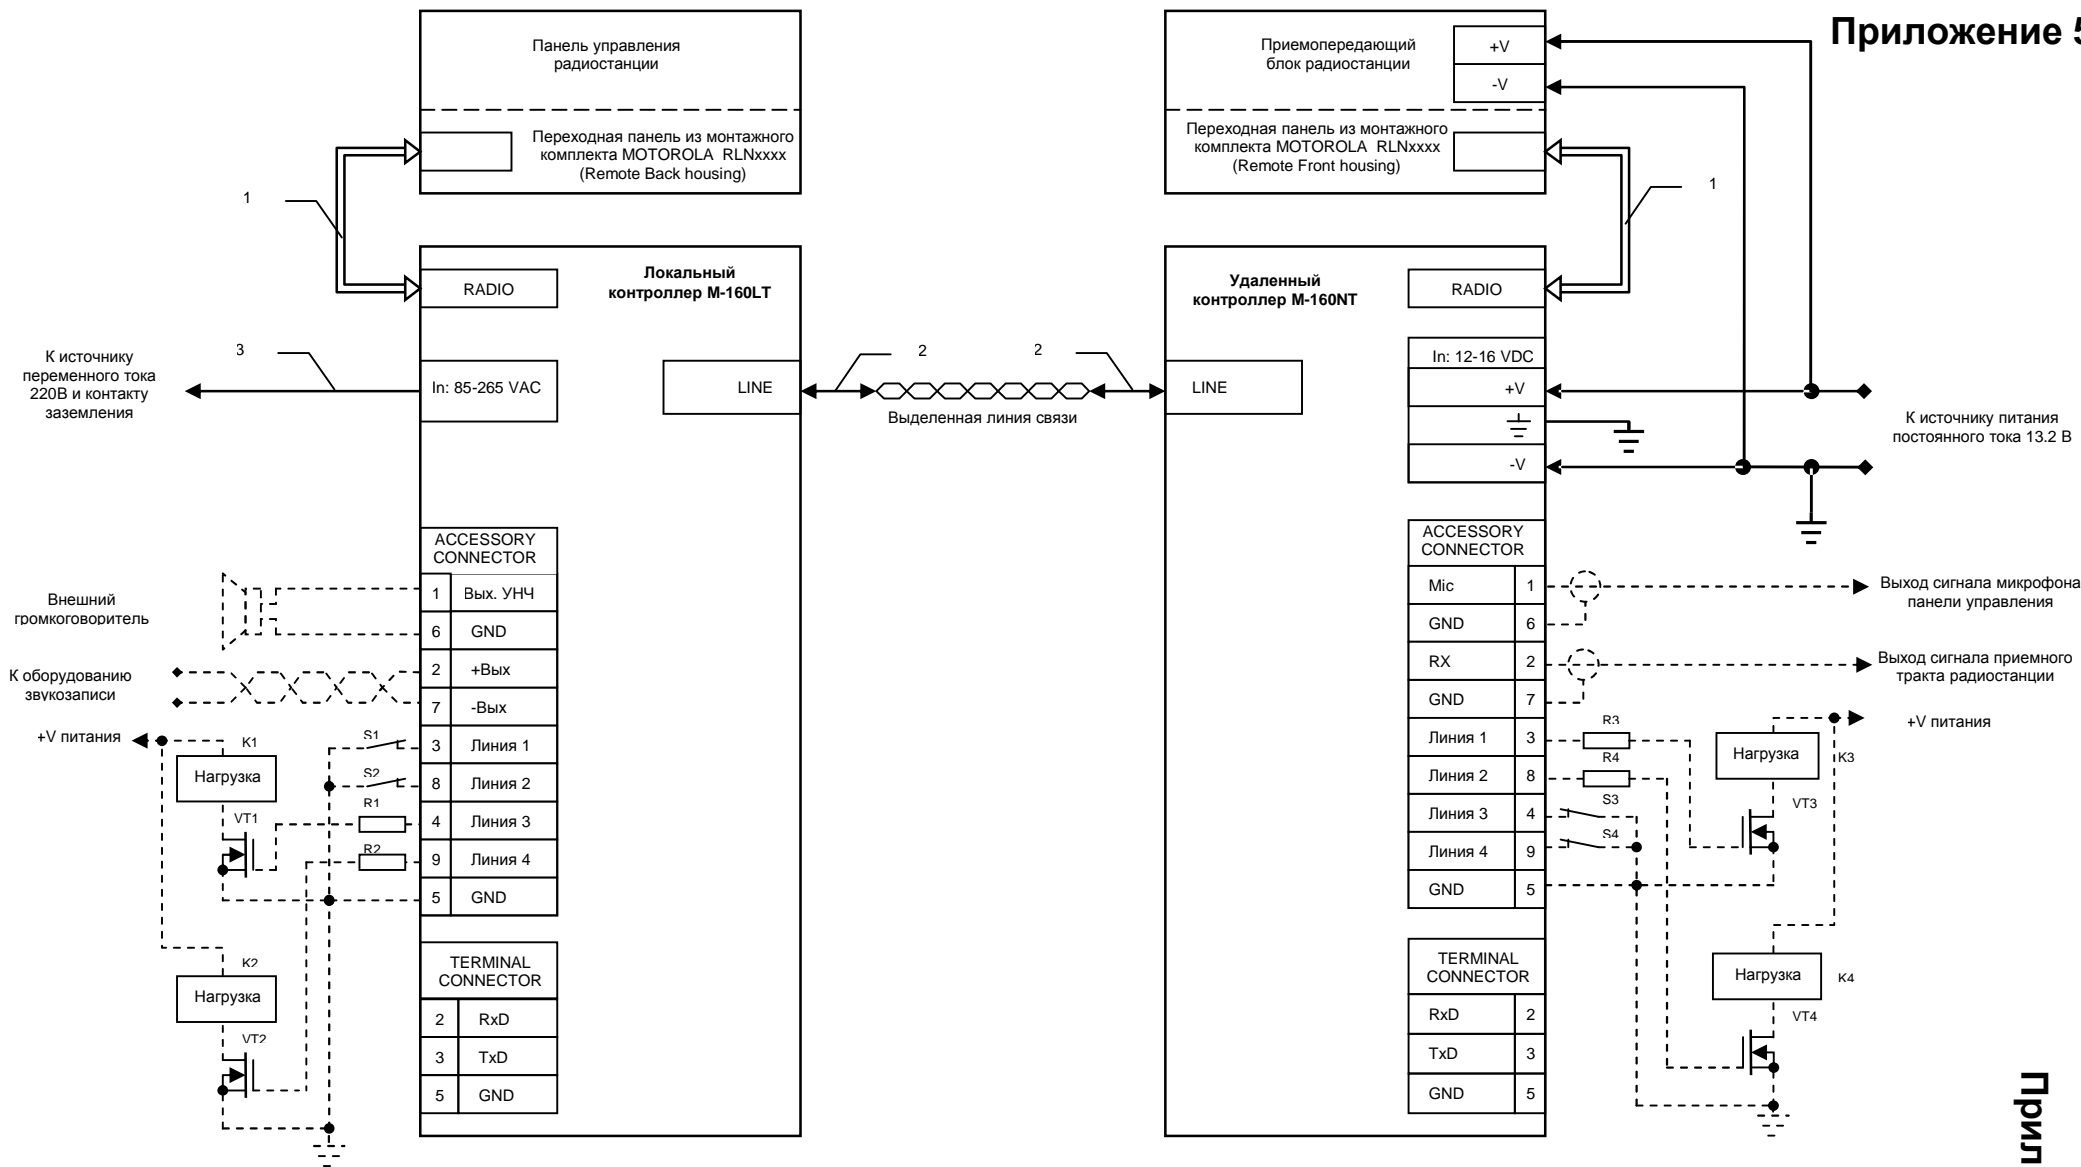 Приложение 5
Панель управления
радиостанции
Переходная панель из монтажного
комплекта MOTOROLA RLNxxxx
(Remote Back housing)
Приемопередающий
блок радиостанции
+V
-V
Переходная панель из монтажного
комплекта MOTOROLA RLNxxxx
(Remote Front housing)
1
1
RADIO
Локальный
контроллер M-160LT
Удаленный
контроллер M-160NT
RADIO
К источнику
переменного тока
220В и контакту
заземления
3
In: 85-265 VAC
LINE
2
2
Выделенная линия связи
LINE
In: 12-16 VDC
+V
-V
К источнику питания
постоянного тока 13.2 В
ACCESSORY
CONNECTOR
1 Вых. УНЧ
6 GND
2 +Вых
7 -Вых
3 Линия 1
8 Линия 2
4 Линия 3
9 Линия 4
5 GND
Внешний
громкоговоритель
К оборудованию
звукозаписи
+V питания
K1
Нагрузка
VT1
S1
S2
R1
R2
K2
Нагрузка
VT2
TERMINAL
CONNECTOR
2 RxD
3 TxD
5 GND
ACCESSORY
CONNECTOR
Mic 1
GND 6
RX 2
GND 7
Линия 1 3
Линия 2 8
Линия 3 4
Линия 4 9
GND 5
Выход сигнала микрофона
панели управления
Выход сигнала приемного
тракта радиостанции
+V питания
R3
R4
S3
S4
Нагрузка
K3
VT3
Нагрузка
K4
VT4
TERMINAL
CONNECTOR
RxD 2
TxD 3
GND 5
Прил